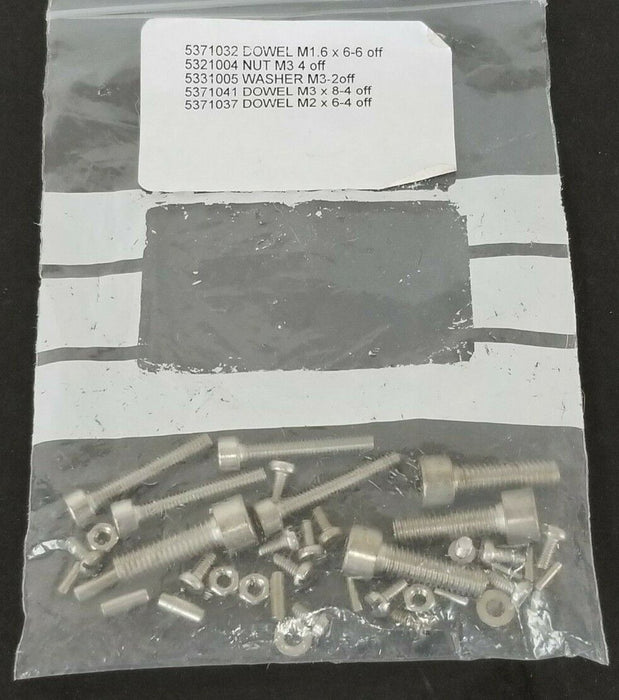 5371032 DOWEL M1.6 x 6-6 off
5321004 NUT M3 4 off
5331005 WASHER M3-2off
5371041 DOWEL M3 x 8-4 off
5371037 DOWEL M2 x 6-4 off